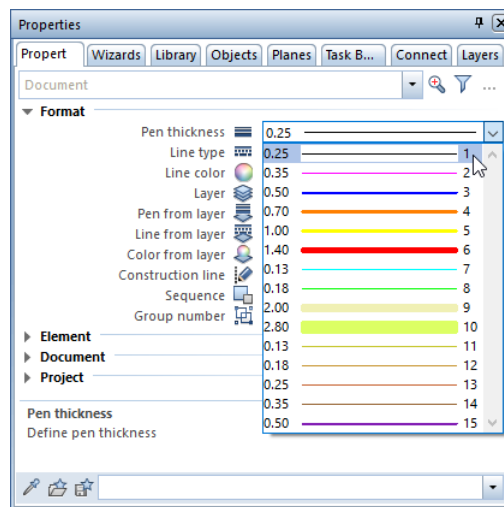 Properties
Propert Wizards Library Objects Planes Task B... Connect Layers
Document ...
Format
Pen thickness 0.25
Line type 0.25 1
Line color 0.35 2
Layer 0.50 3
Pen from layer 0.70 4
Line from layer 1.00 5
Color from layer 1.40 6
Construction line 0.13 7
Sequence 0.18 8
Group number 2.00 9
Element 2.80 10
Document 0.13 11
Project 0.18 12
0.25 13
Pen thickness 0.35 14
Define pen thickness 0.50 15